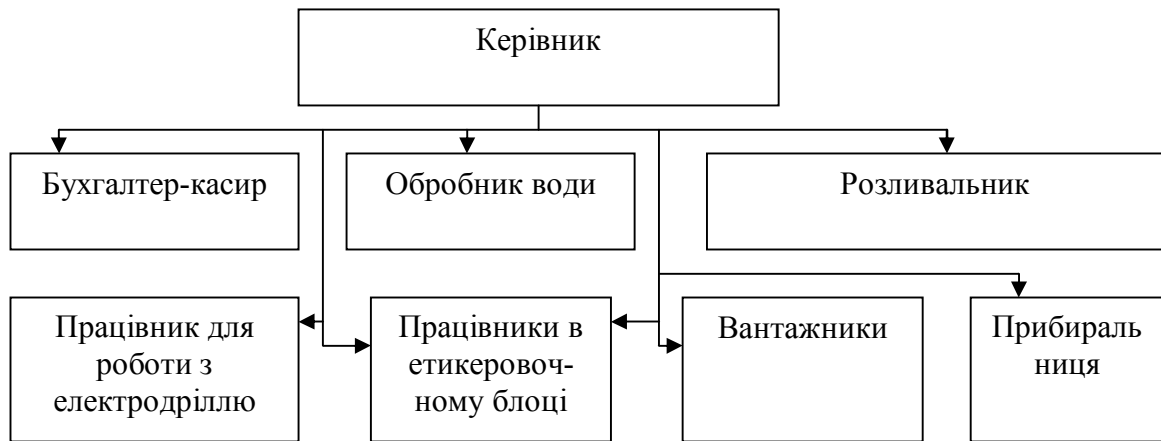 Керівник
Бухгалтер-касир
Обробник води
Розливальник
Працівник для
роботи з
електродріллю
Працівники в
етикеровоч-
ному блоці
Вантажники
Прибираль
ниця